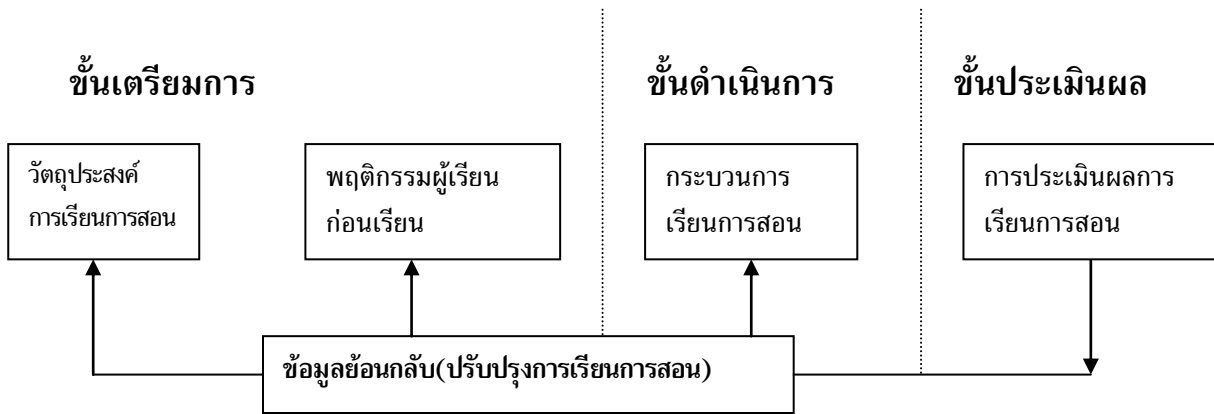 ขั้นเตรียมการ
ขั้นดำเนินการ
ขั้นประเมินผล
วัตถุประสงค์
การเรียนการสอน
พฤติกรรมผู้เรียน
ก่อนเรียน
กระบวนการ
เรียนการสอน
การประเมินผลการ
เรียนการสอน
ข้อมูลย้อนกลับ(ปรับปรุงการเรียนการสอน)